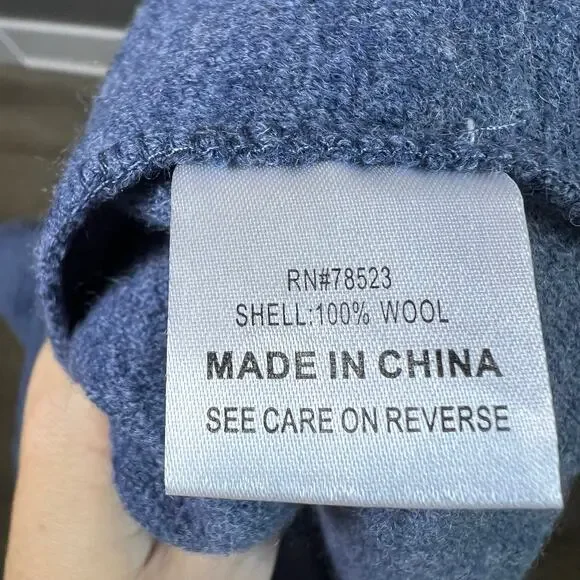 RN#78523
SHELL:100% WOOL
MADE IN CHINA
SEE CARE ON REVERSE